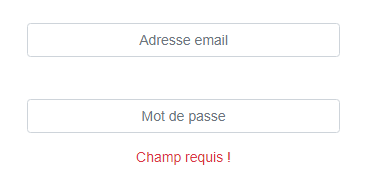 Adresse email
Mot de passe
Champ requis !